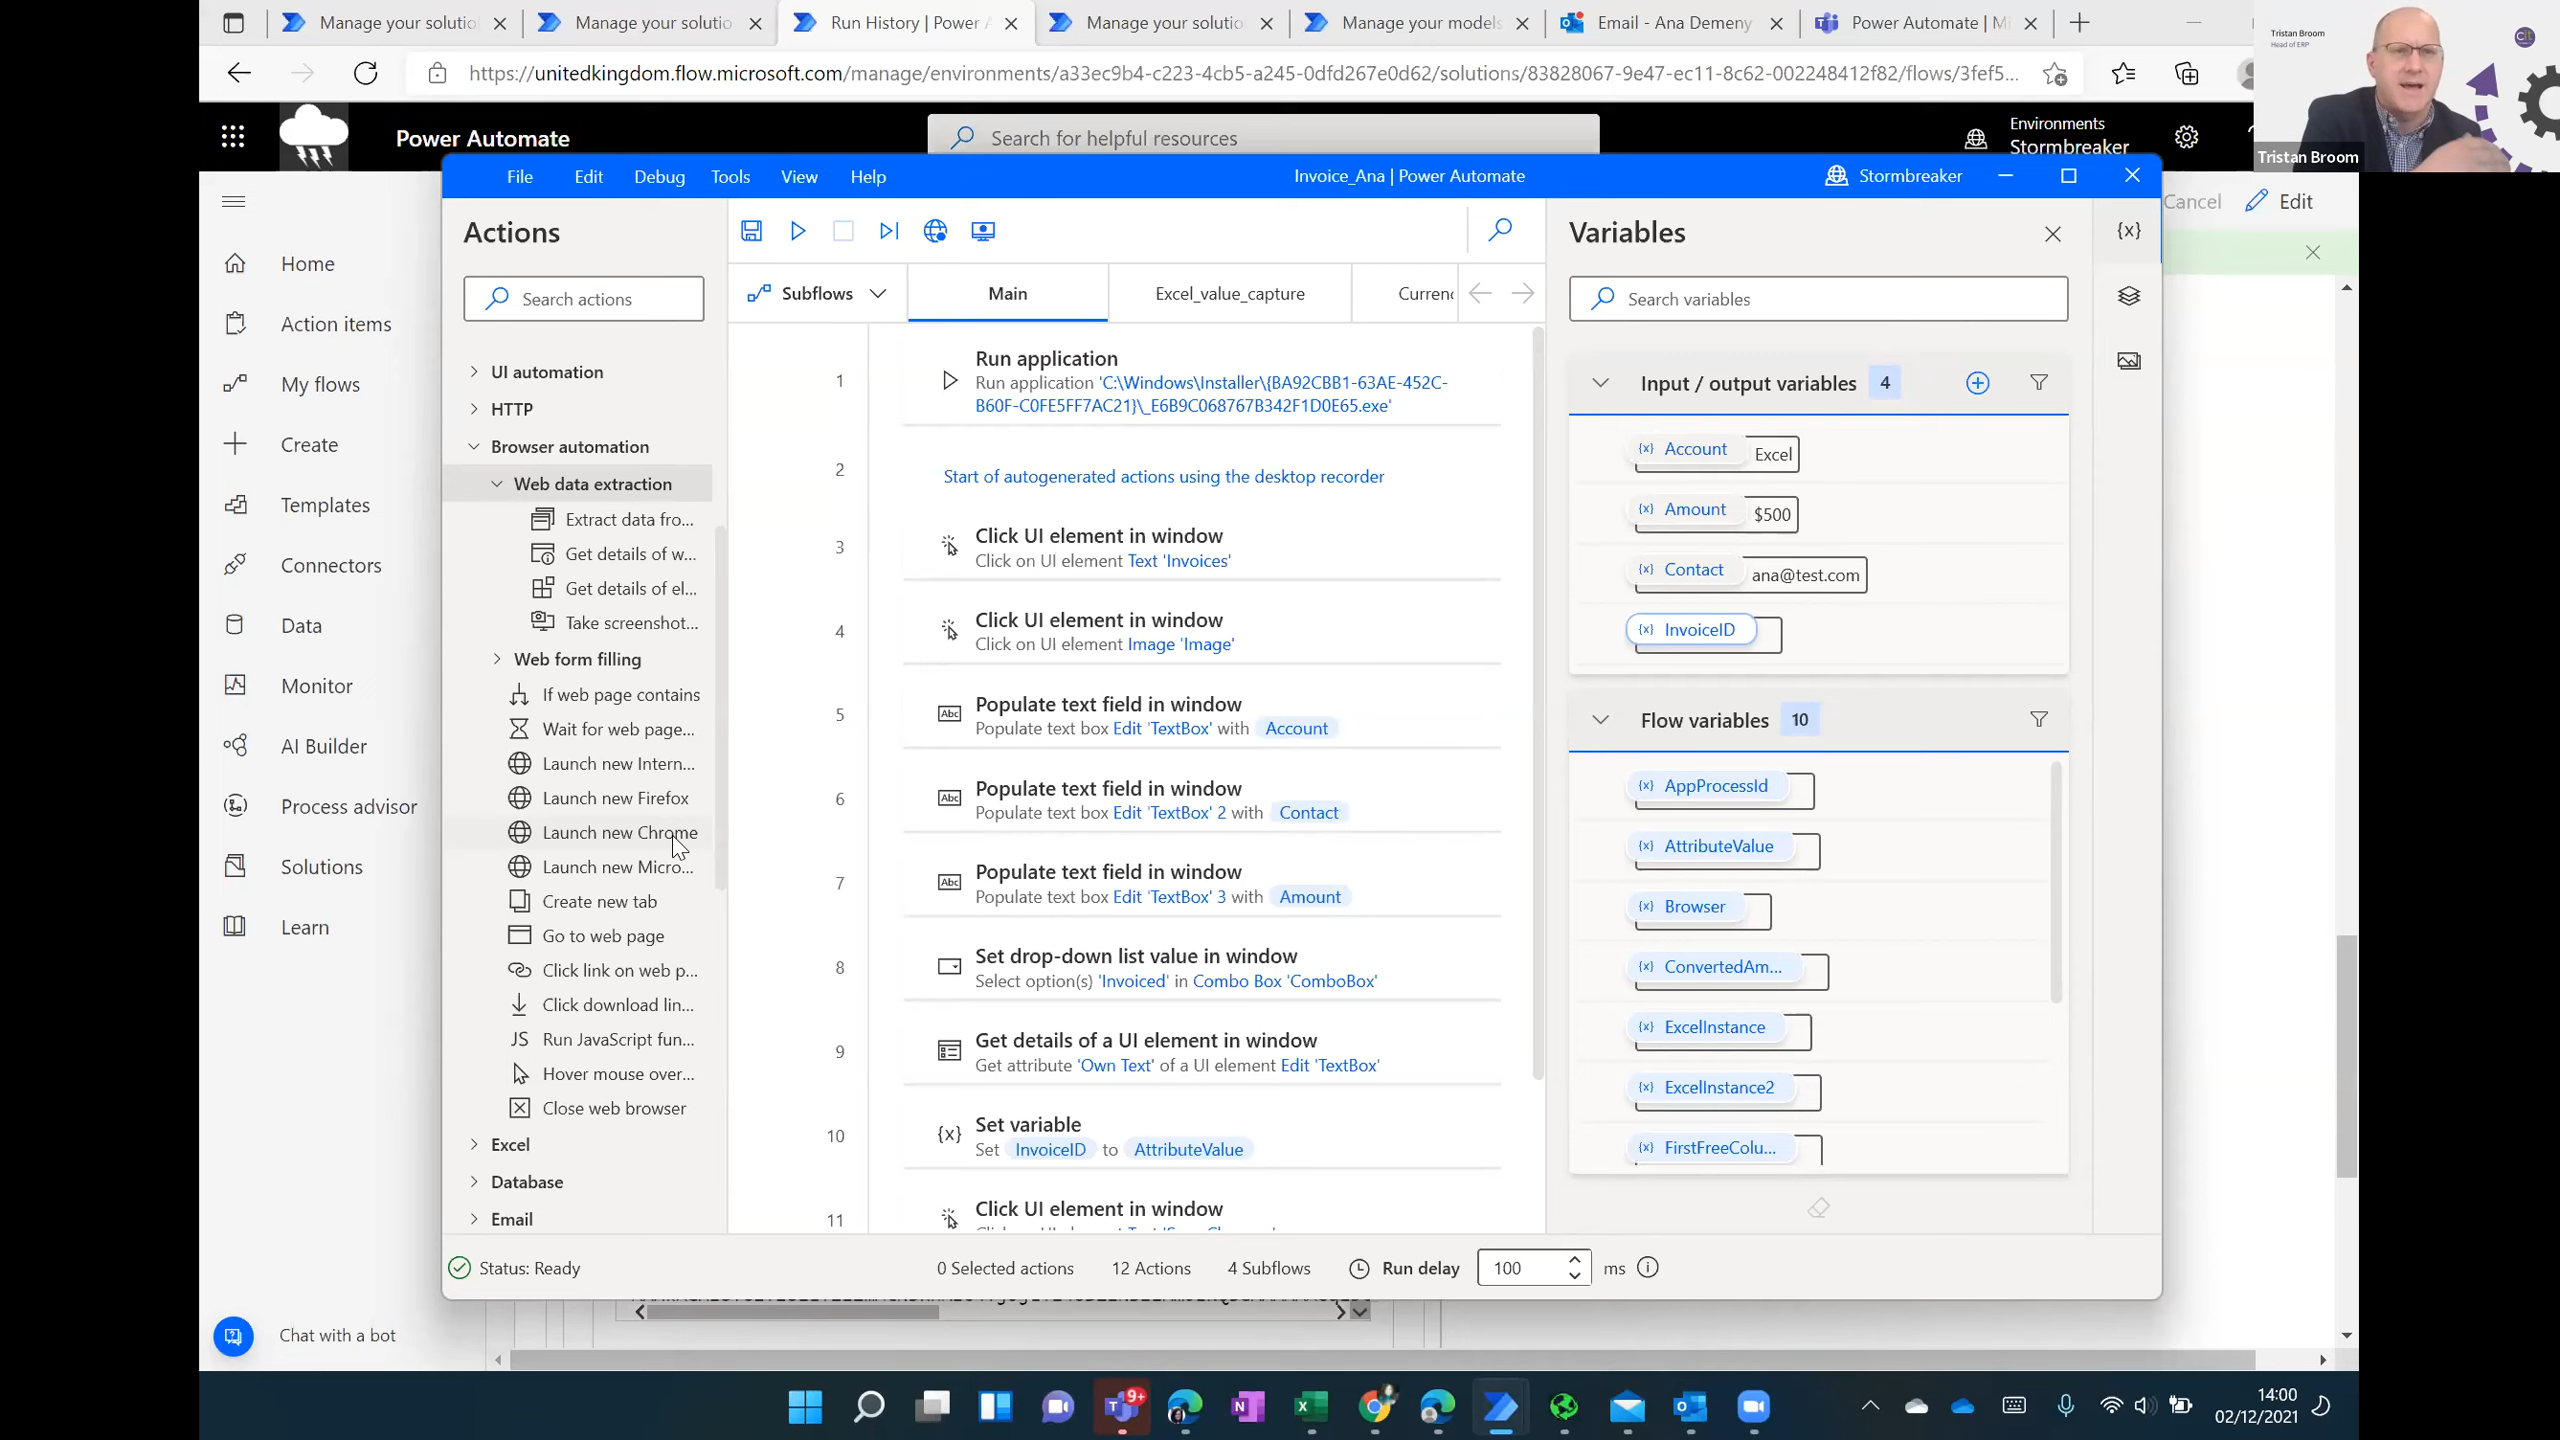 Manage your solutio
Manage your solutio
Run History | Power A
Manage your solutio
Manage your models
Email - Ana Demeny
Power Automate | Mi
https://unitedkingdom.flow.microsoft.com/manage/environments/a33ec9b4-c223-4cb5-a245-0dfd267e0d62/solutions/83828067-9e47-ec11-8c62-002248412f82/flows/3fef5...
Tristan Broom
Head of ERP
cit
Tristan Broom
Power Automate
Search for helpful resources
Environments
Stormbreaker
Cancel
Edit
Home
Action items
My flows
Create
Templates
Connectors
Data
Monitor
AI Builder
Process advisor
Solutions
Learn
Chat with a bot
File Edit Debug Tools View Help
Invoice_Ana | Power Automate
Stormbreaker
Actions
Search actions
UI automation
HTTP
Browser automation
Web data extraction
Extract data fro...
Get details of w...
Get details of el...
Take screenshot...
Web form filling
If web page contains
Wait for web page...
Launch new Intern...
Launch new Firefox
Launch new Chrome
Launch new Micro...
Create new tab
Go to web page
Click link on web p...
Click download lin...
JS Run JavaScript fun...
Hover mouse over...
Close web browser
Excel
Database
Email
Subflows
Main
Excel_value_capture
Currenc
1
Run application
Run application 'C:\Windows\Installer\{BA92CBB1-63AE-452C-
B60F-C0FE5FF7AC21}\_E6B9C068767B342F1D0E65.exe'
2
Start of autogenerated actions using the desktop recorder
3
Click UI element in window
Click on UI element Text 'Invoices'
4
Click UI element in window
Click on UI element Image 'Image'
5
Abc
Populate text field in window
Populate text box Edit 'TextBox' with Account
6
Abc
Populate text field in window
Populate text box Edit 'TextBox' 2 with Contact
7
Abc
Populate text field in window
Populate text box Edit 'TextBox' 3 with Amount
8
Set drop-down list value in window
Select option(s) 'Invoiced' in Combo Box 'ComboBox'
9
Get details of a UI element in window
Get attribute 'Own Text' of a UI element Edit 'TextBox'
10
{x}
Set variable
Set InvoiceID to AttributeValue
11
Click UI element in window
Variables
{x}
Search variables
Input / output variables 4
{x} Account Excel
{x} Amount $500
{x} Contact ana@test.com
{x} InvoiceID
Flow variables 10
{x} AppProcessId
{x} AttributeValue
{x} Browser
{x} ConvertedAm...
{x} ExcelInstance
{x} ExcelInstance2
{x} FirstFreeColu...
Status: Ready
0 Selected actions
12 Actions
4 Subflows
Run delay
100
ms
9+
14:00
02/12/2021